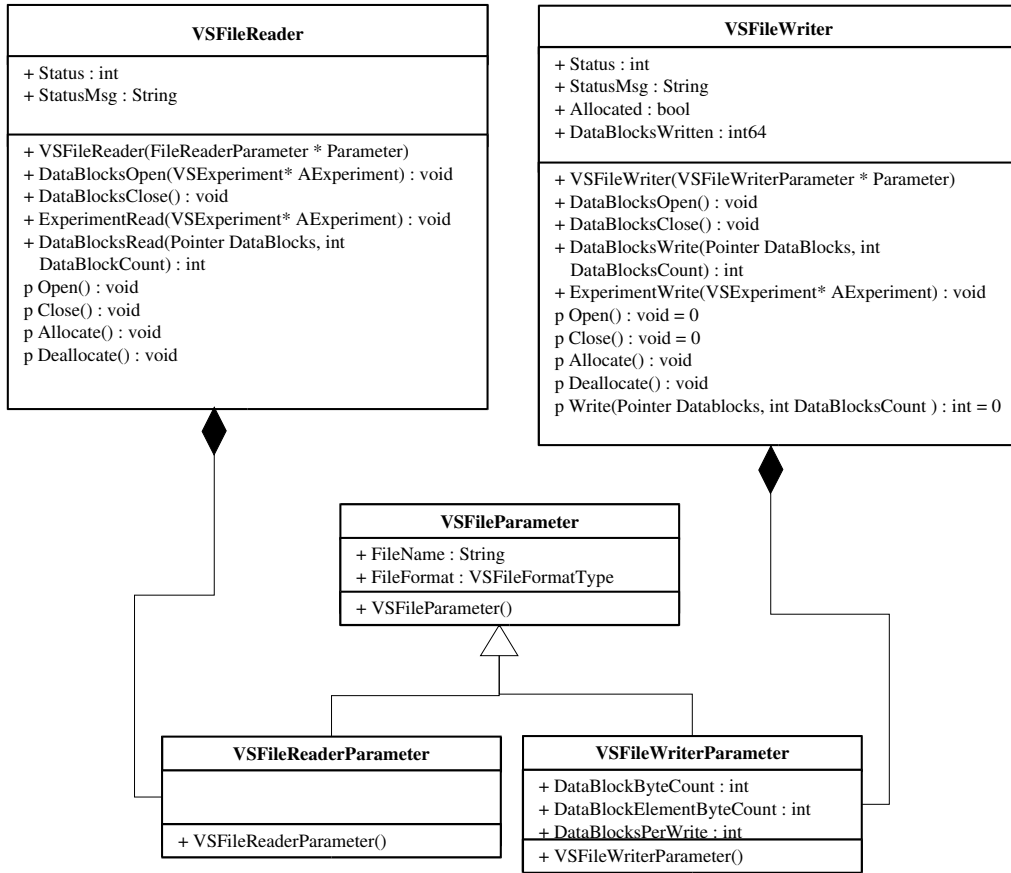 VSFileReader
+ Status : int
+ StatusMsg : String
+ VSFileReader(FileReaderParameter * Parameter)
+ DataBlocksOpen(VSExperiment* AExperiment) : void
+ DataBlocksClose() : void
+ ExperimentRead(VSExperiment* AExperiment) : void
+ DataBlocksRead(Pointer DataBlocks, int
DataBlockCount) : int
p Open() : void
p Close() : void
p Allocate() : void
p Deallocate() : void
VSFileWriter
+ Status : int
+ StatusMsg : String
+ Allocated : bool
+ DataBlocksWritten : int64
+ VSFileWriter(VSFileWriterParameter * Parameter)
+ DataBlocksOpen() : void
+ DataBlocksClose() : void
+ DataBlocksWrite(Pointer DataBlocks, int
DataBlocksCount) : int
+ ExperimentWrite(VSExperiment* AExperiment) : void
p Open() : void = 0
p Close() : void = 0
p Allocate() : void
p Deallocate() : void
p Write(Pointer Datablocks, int DataBlocksCount ) : int = 0
VSFileParameter
+ FileName : String
+ FileFormat : VSFileFormatType
+ VSFileParameter()
VSFileReaderParameter
+ VSFileReaderParameter()
VSFileWriterParameter
+ DataBlockByteCount : int
+ DataBlockElementByteCount : int
+ DataBlocksPerWrite : int
+ VSFileWriterParameter()